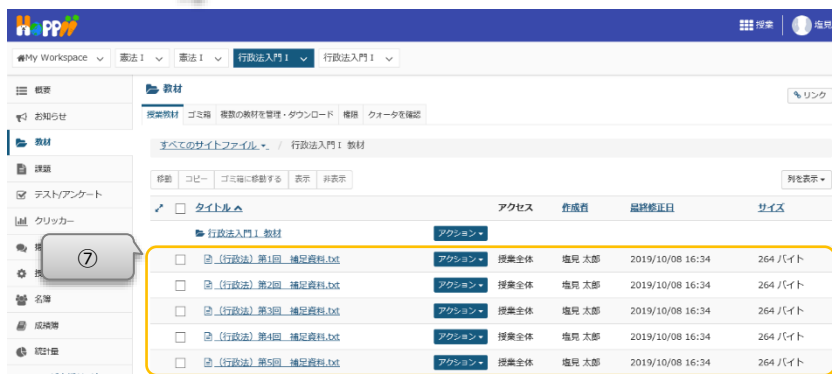 HoPPii 授業 塩見
My Workspace 憲法Ⅰ 憲法Ⅰ 行政法入門Ⅰ 行政法入門Ⅰ
概要
お知らせ
教材
課題
テスト/アンケート
クリッカー
名簿
成績簿
統計量
⑦
教材
リンク
授業教材 ゴミ箱 複数の教材を管理・ダウンロード 権限 クォータを確認
すべてのサイトファイル / 行政法入門Ⅰ 教材
移動 コピー ゴミ箱に移動する 表示 非表示 列を表示
タイトル アクセス 作成者 最終修正日 サイズ
行政法入門Ⅰ 教材 アクション
（行政法）第1回 補足資料.txt アクション 授業全体 塩見 太郎 2019/10/08 16:34 264 バイト
（行政法）第2回 補足資料.txt アクション 授業全体 塩見 太郎 2019/10/08 16:34 264 バイト
（行政法）第3回 補足資料.txt アクション 授業全体 塩見 太郎 2019/10/08 16:34 264 バイト
（行政法）第4回 補足資料.txt アクション 授業全体 塩見 太郎 2019/10/08 16:34 264 バイト
（行政法）第5回 補足資料.txt アクション 授業全体 塩見 太郎 2019/10/08 16:34 264 バイト